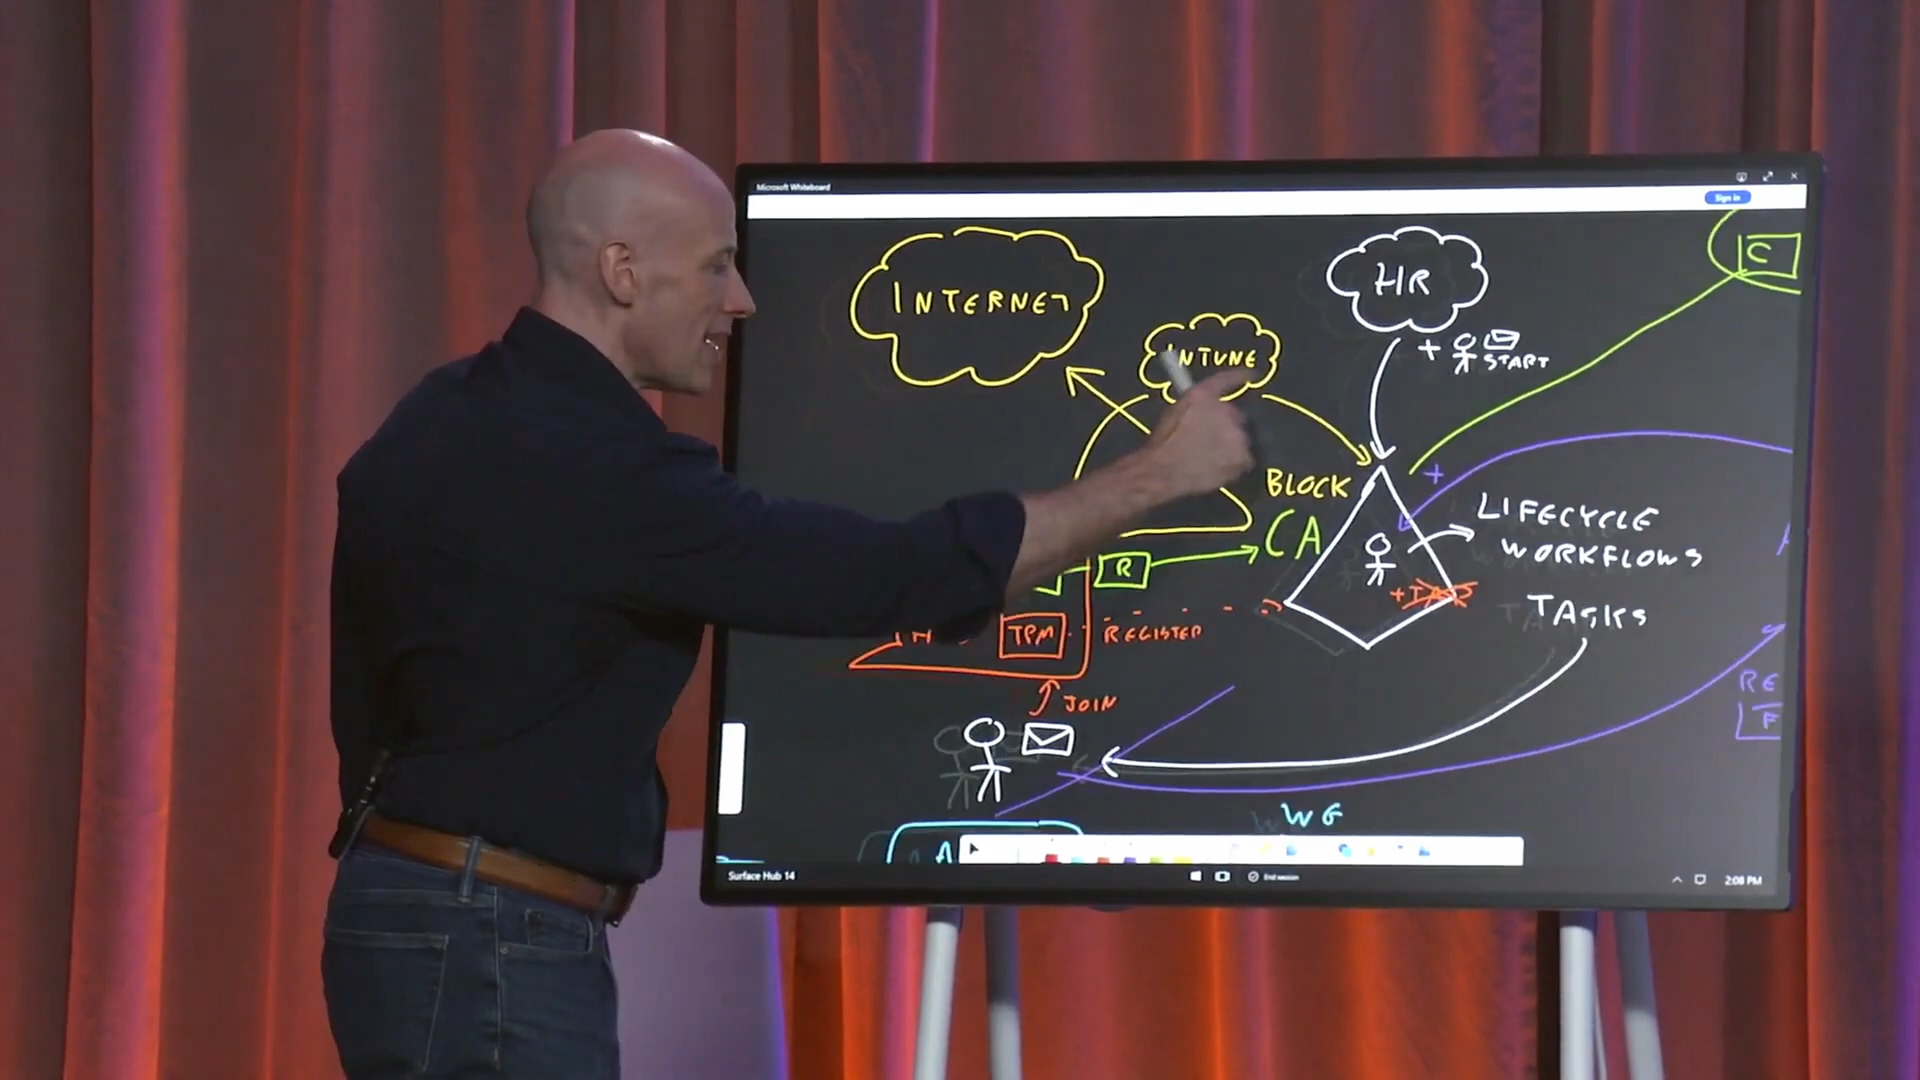 Microsoft Whiteboard
Sign in
INTERNET
HR
C
+
START
INTUNE
BLOCK
+
CA
LIFECYCLE
WORKFLOWS
R
TASKS
TPM
REGISTER
JOIN
RE
F
WG
A
Surface Hub 14
End session
2:08 PM